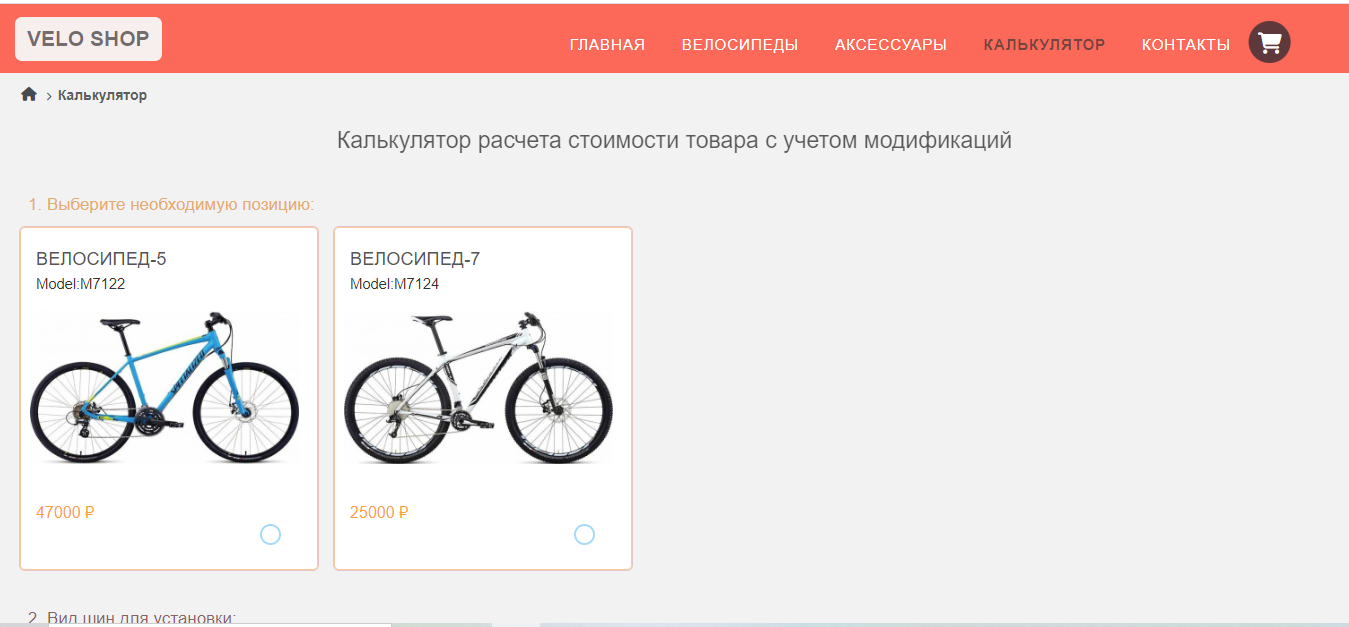 VELO SHOP
ГЛАВНАЯ ВЕЛОСИПЕДЫ АКСЕССУАРЫ КАЛЬКУЛЯТОР КОНТАКТЫ
› Калькулятор
Калькулятор расчета стоимости товара с учетом модификаций
1. Выберите необходимую позицию:
ВЕЛОСИПЕД-5
Model:M7122
SPECIALIZED
47000 ₽
ВЕЛОСИПЕД-7
Model:M7124
25000 ₽
2. Вид шин для установки: